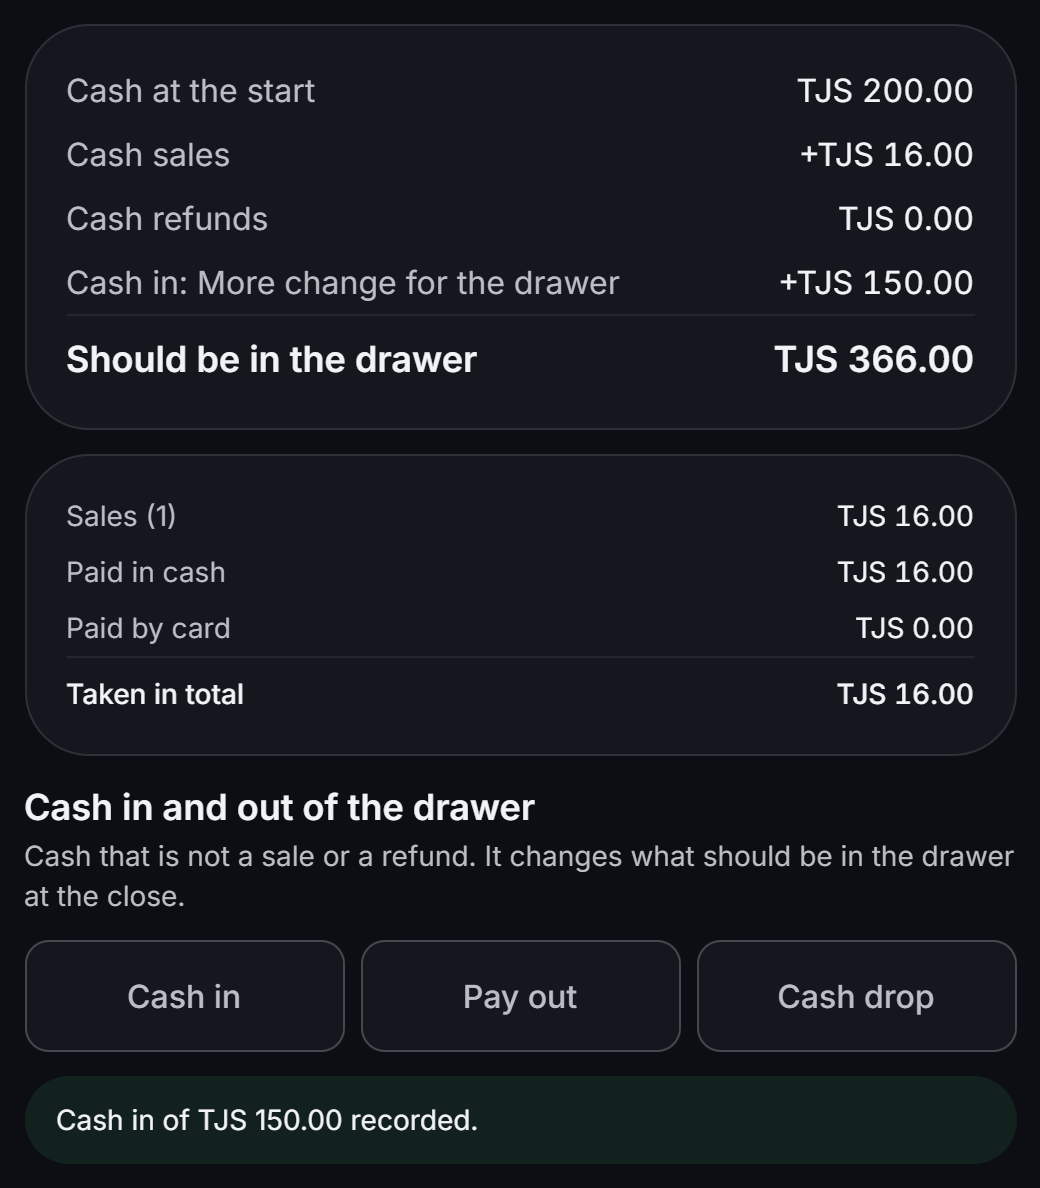 Cash at the start TJS 200.00
Cash sales +TJS 16.00
Cash refunds TJS 0.00
Cash in: More change for the drawer +TJS 150.00
Should be in the drawer TJS 366.00
Sales (1) TJS 16.00
Paid in cash TJS 16.00
Paid by card TJS 0.00
Taken in total TJS 16.00
Cash in and out of the drawer
Cash that is not a sale or a refund. It changes what should be in the drawer
at the close.
Cash in Pay out Cash drop
Cash in of TJS 150.00 recorded.